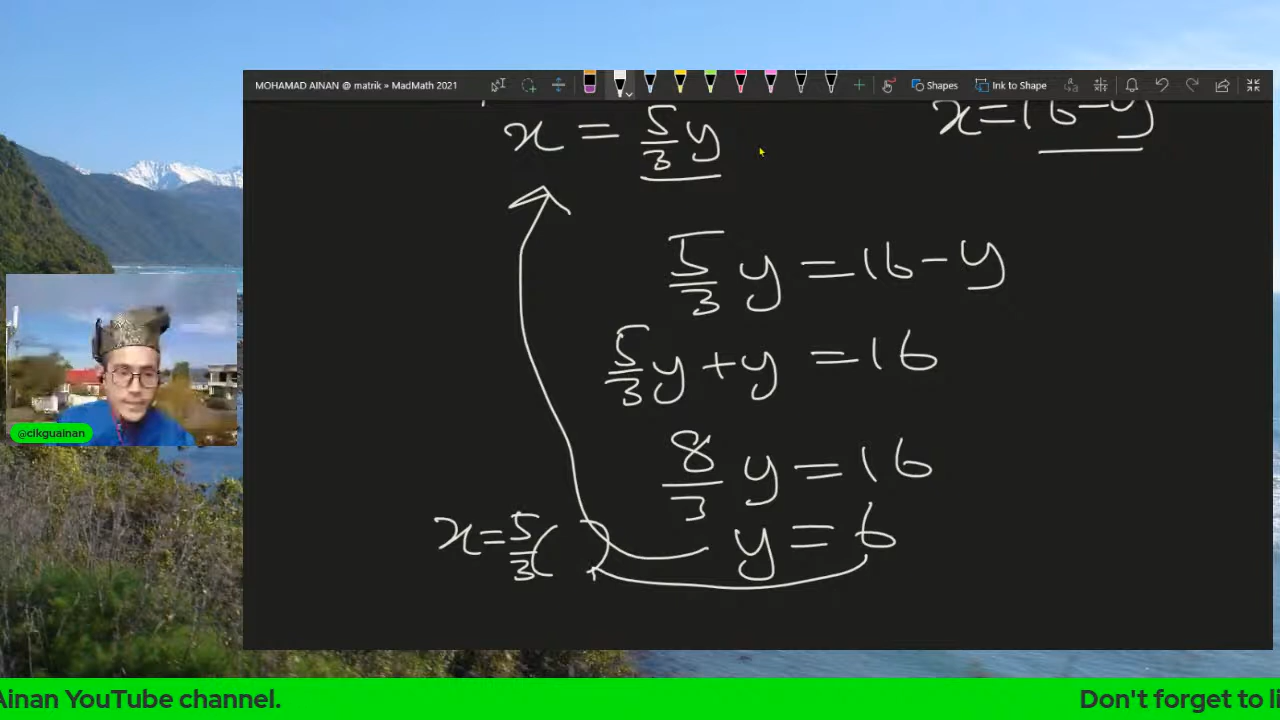 MOHAMAD AINAN @ matrik » MadMath 2021
Shapes
Ink to Shape
x = 5/3 y
x = 16 - y
5/3 y = 16 - y
5/3 y + y = 16
8/3 y = 16
x = 5/3 ( )
y = 6
@cikguainan
Ainan YouTube channel.
Don't forget to li